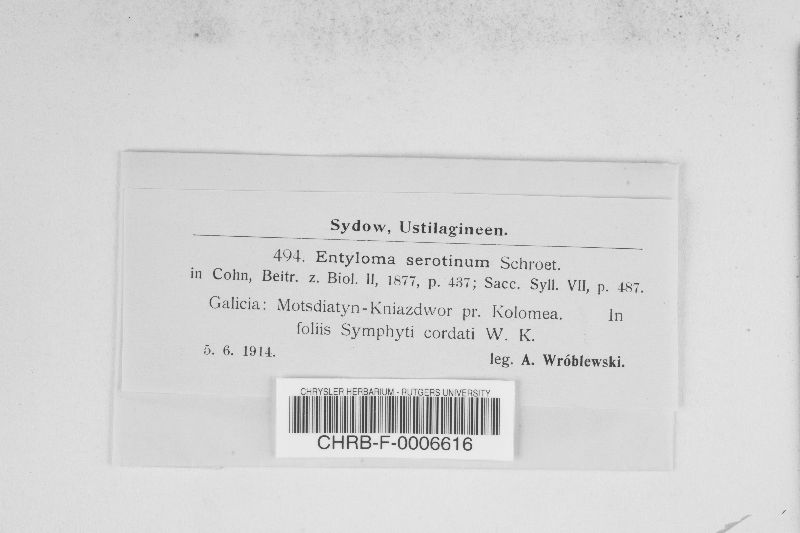 Sydow, Ustilagineen.
494. Entyloma serotinum Schroet.
in Cohn, Beitr. z. Biol. II, 1877, p. 437; Sacc. Syll. VII, p. 487.
Galicia: Motsdiatyn-Kniazdwor pr. Kolomea. In
foliis Symphyti cordati W. K.
5. 6. 1914. leg. A. Wróblewski.
CHRYSLER HERBARIUM - RUTGERS UNIVERSITY
CHRB-F-0006616